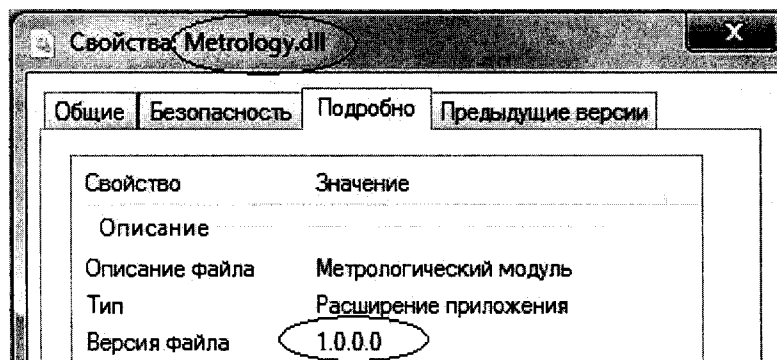 Свойства: Metrology.dll
X
Общие Безопасность Подробно Предыдущие версии
Свойство Значение
Описание
Описание файла Метрологический модуль
Тип Расширение приложения
Версия файла 1.0.0.0